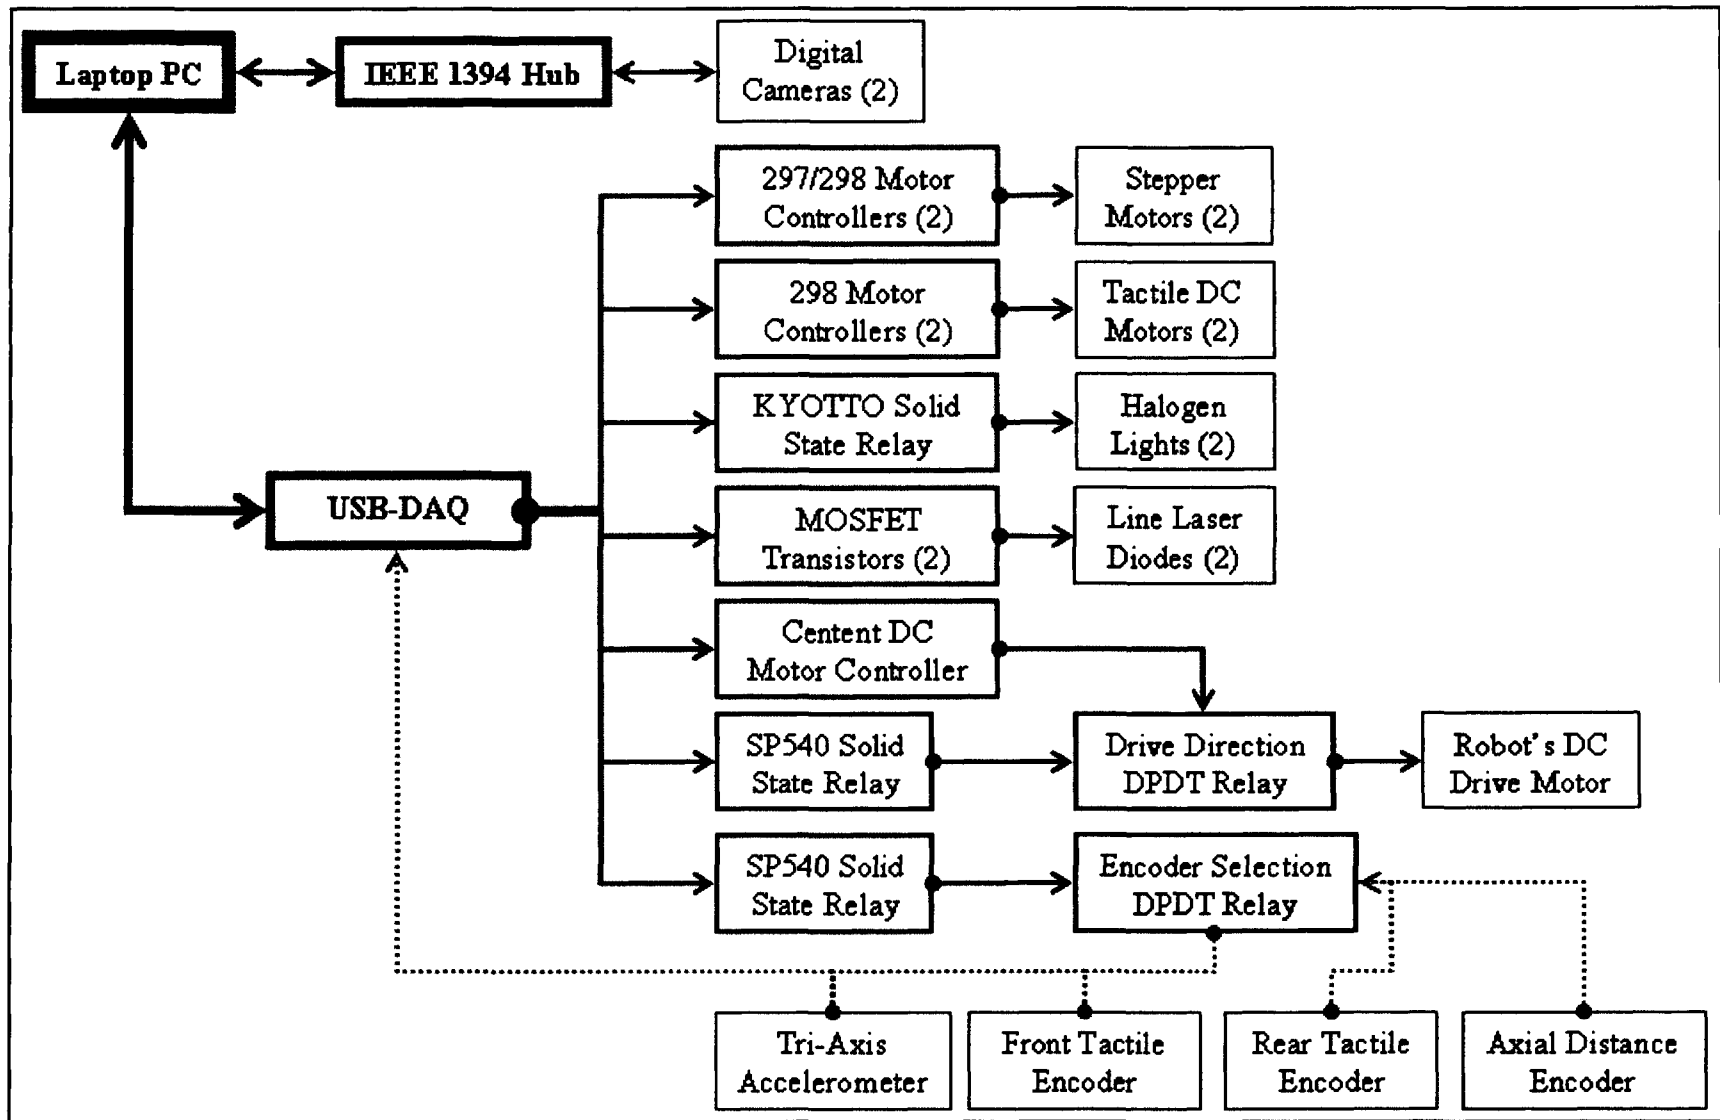 Laptop PC
IEEE 1394 Hub
Digital
Cameras (2)
297/298 Motor
Controllers (2)
Stepper
Motors (2)
298 Motor
Controllers (2)
Tactile DC
Motors (2)
KYOTTO Solid
State Relay
Halogen
Lights (2)
USB-DAQ
MOSFET
Transistors (2)
Line Laser
Diodes (2)
Centent DC
Motor Controller
SP540 Solid
State Relay
Drive Direction
DPDT Relay
Robot's DC
Drive Motor
SP540 Solid
State Relay
Encoder Selection
DPDT Relay
Tri-Axis
Accelerometer
Front Tactile
Encoder
Rear Tactile
Encoder
Axial Distance
Encoder